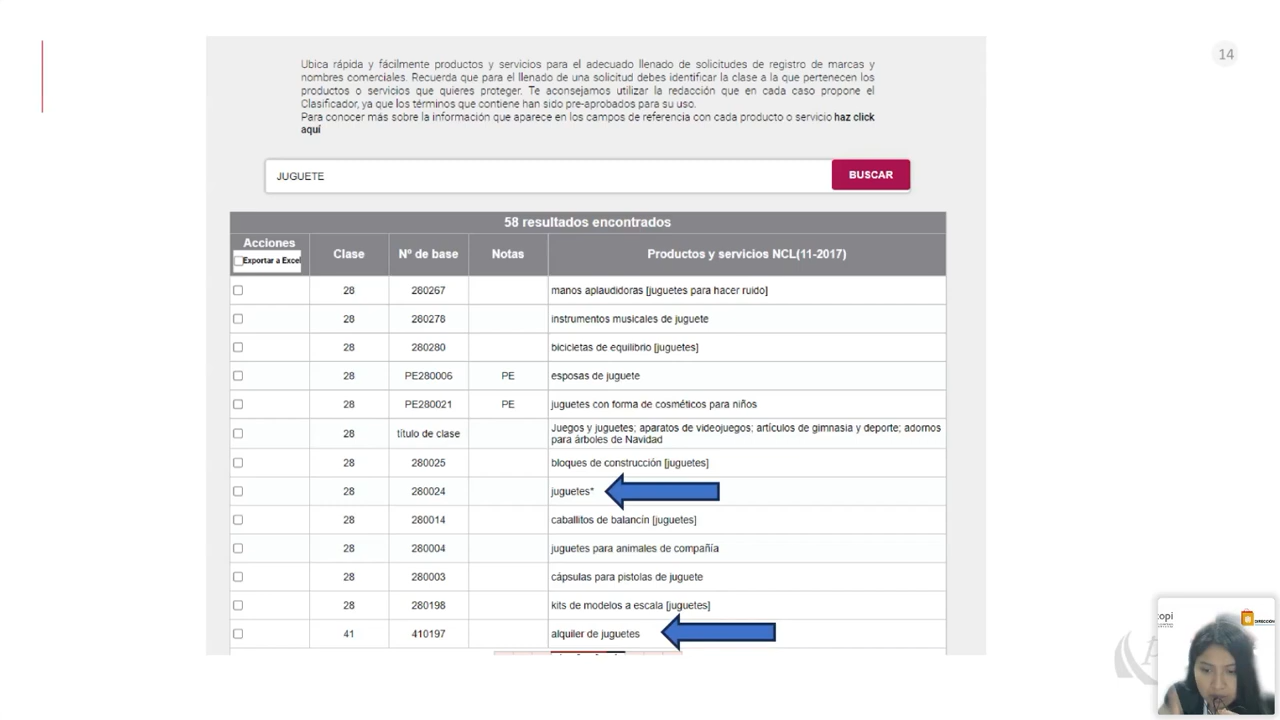 14
Ubica rápida y fácilmente productos y servicios para el adecuado llenado de solicitudes de registro de marcas y
nombres comerciales. Recuerda que para el llenado de una solicitud debes identificar la clase a la que pertenecen los
productos o servicios que quieres proteger. Te aconsejamos utilizar la redacción que en cada caso propone el
Clasificador, ya que los términos que contiene han sido pre-aprobados para su uso.
Para conocer más sobre la información que aparece en los campos de referencia con cada producto o servicio haz click
aquí
JUGUETE BUSCAR
58 resultados encontrados
Acciones Exportar a Excel Clase Nº de base Notas Productos y servicios NCL(11-2017)
28 280267 manos aplaudidoras [juguetes para hacer ruido]
28 280278 instrumentos musicales de juguete
28 280280 bicicletas de equilibrio [juguetes]
28 PE280006 PE esposas de juguete
28 PE280021 PE juguetes con forma de cosméticos para niños
28 título de clase Juegos y juguetes; aparatos de videojuegos; artículos de gimnasia y deporte; adornos
para árboles de Navidad
28 280025 bloques de construcción [juguetes]
28 280024 juguetes*
28 280014 caballitos de balancín [juguetes]
28 280004 juguetes para animales de compañía
28 280003 cápsulas para pistolas de juguete
28 280198 kits de modelos a escala [juguetes]
41 410197 alquiler de juguetes
copi
DIRECCIÓN